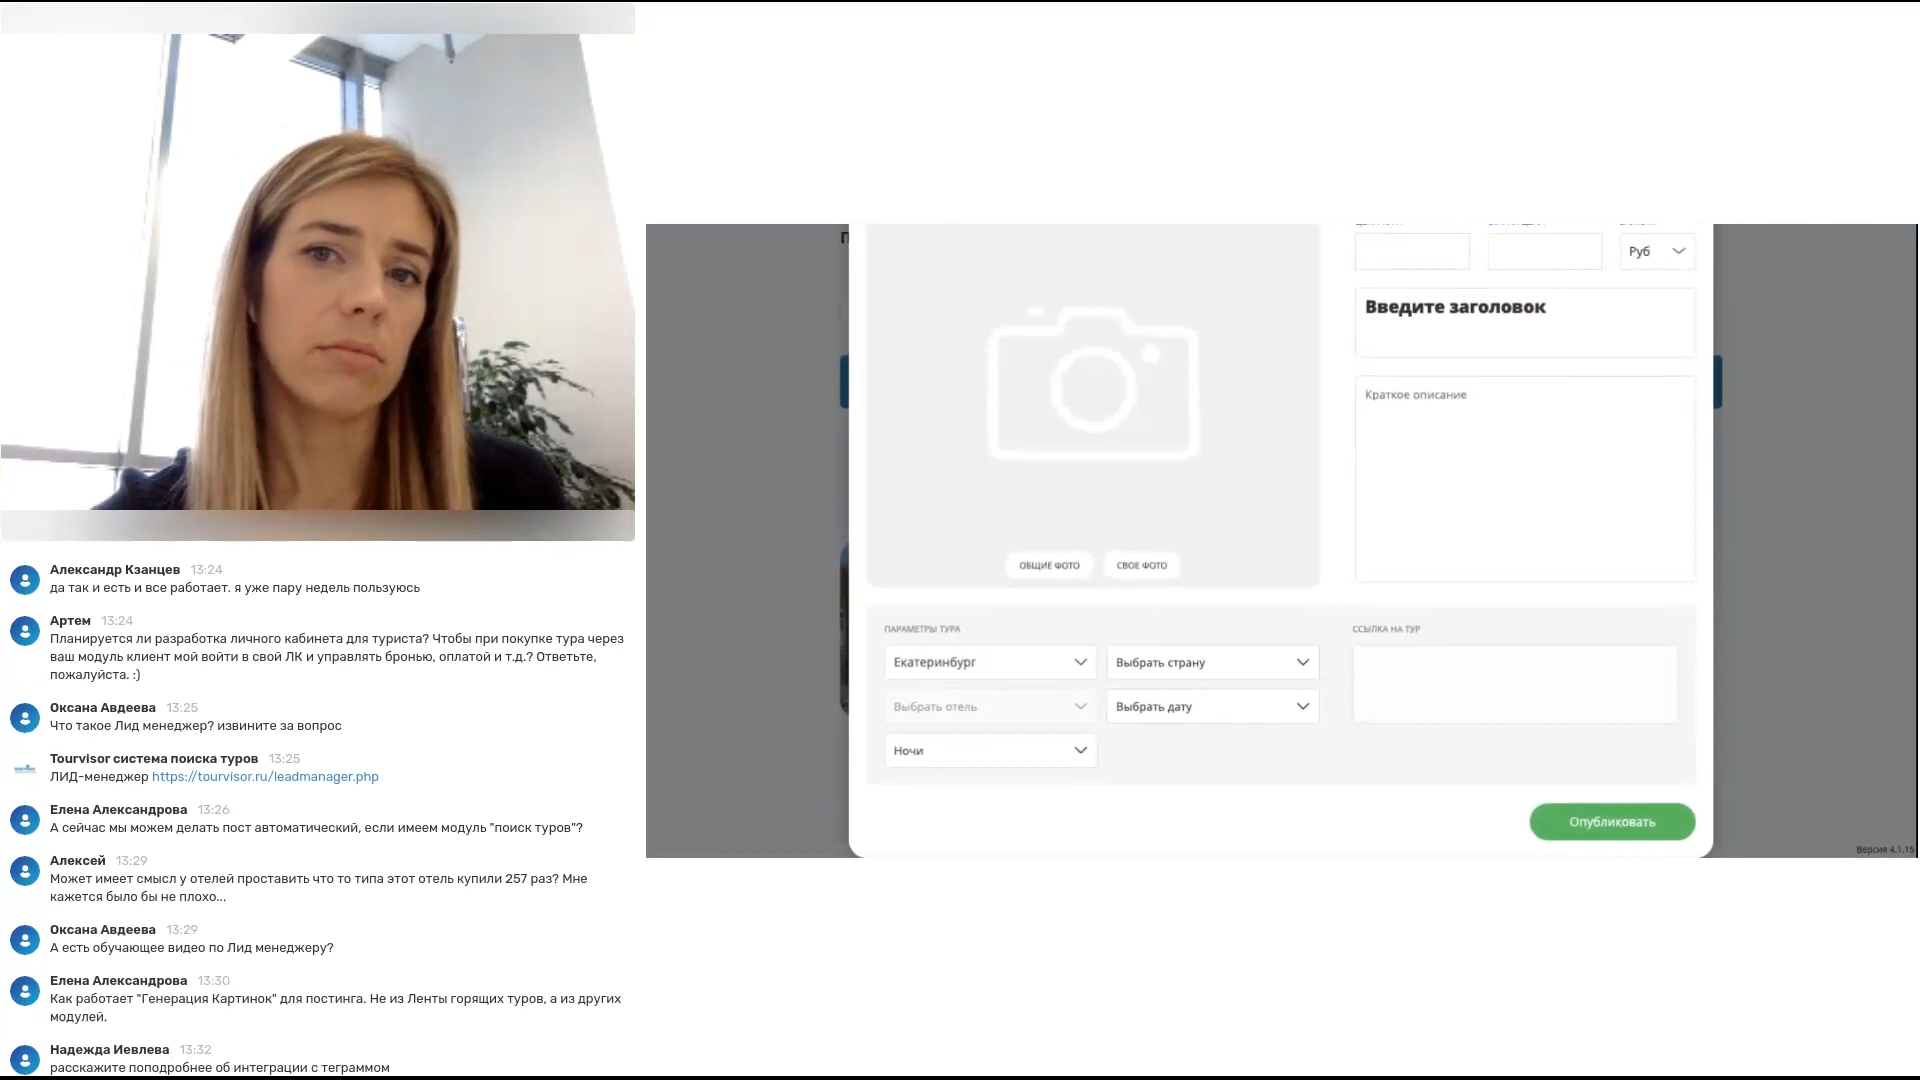 Александр Кзанцев 13:24
да так и есть и все работает. я уже пару недель пользуюсь
Артем 13:24
Планируется ли разработка личного кабинета для туриста? Чтобы при покупке тура через
ваш модуль клиент мой войти в свой ЛК и управлять бронью, оплатой и т.д.? Ответьте,
пожалуйста. :)
Оксана Авдеева 13:25
Что такое Лид менеджер? извините за вопрос
Tourvisor система поиска туров 13:25
ЛИД-менеджер https://tourvisor.ru/leadmanager.php
Елена Александрова 13:26
А сейчас мы можем делать пост автоматический, если имеем модуль "поиск туров"?
Алексей 13:29
Может имеет смысл у отелей проставить что то типа этот отель купили 257 раз? Мне
кажется было бы не плохо...
Оксана Авдеева 13:29
А есть обучающее видео по Лид менеджеру?
Елена Александрова 13:30
Как работает "Генерация Картинок" для постинга. Не из Ленты горящих туров, а из других
модулей.
Надежда Иевлева 13:32
расскажите поподробнее об интеграции с теграммом
Руб
Введите заголовок
Краткое описание
ОБЩИЕ ФОТО СВОЕ ФОТО
ПАРАМЕТРЫ ТУРА ССЫЛКА НА ТУР
Екатеринбург Выбрать страну
Выбрать отель Выбрать дату
Ночи
Опубликовать
Версия 4.1.15